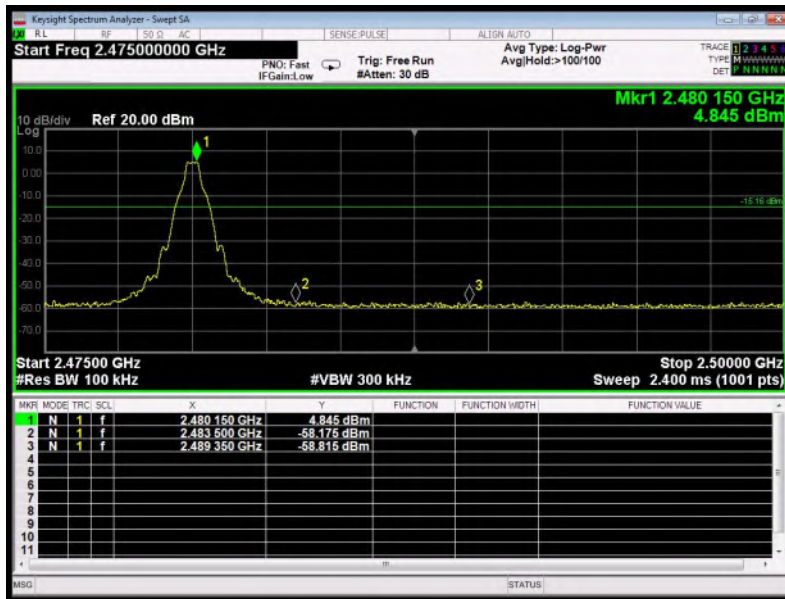 Keysight Spectrum Analyzer - Swept SA
RL RF 50 Ω AC SENSE:PULSE ALIGN AUTO
Start Freq 2.475000000 GHz
PNO: Fast
IFGain:Low
Trig: Free Run
#Atten: 30 dB
Avg Type: Log-Pwr
Avg|Hold:>100/100
TRACE 1 2 3 4 5 6
TYPE M
DET P N N N N N
Mkr1 2.480 150 GHz
4.845 dBm
10 dB/div Ref 20.00 dBm
Log
10.0
0.00
-10.0
-20.0
-30.0
-40.0
-50.0
-60.0
-70.0
1
-15.16 dBm
2
3
Start 2.47500 GHz Stop 2.50000 GHz
#Res BW 100 kHz #VBW 300 kHz Sweep 2.400 ms (1001 pts)
MKR MODE TRC SCL X Y FUNCTION FUNCTION WIDTH FUNCTION VALUE
1 N 1 f 2.480 150 GHz 4.845 dBm
2 N 1 f 2.483 500 GHz -58.175 dBm
3 N 1 f 2.489 350 GHz -58.815 dBm
4
5
6
7
8
9
10
11
MSG STATUS